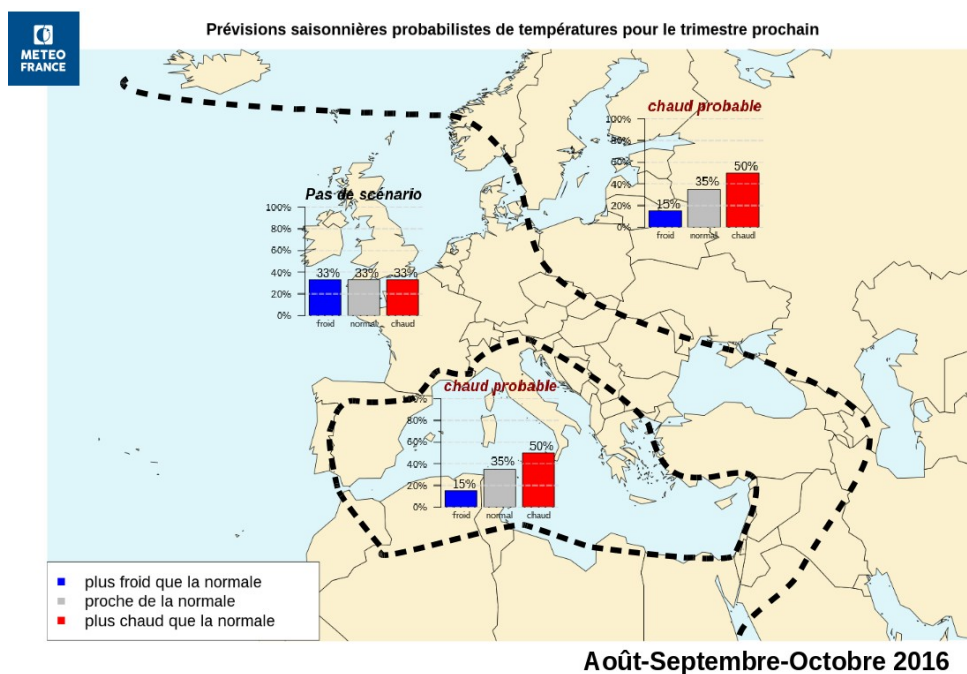 METEO
FRANCE
Prévisions saisonnières probabilistes de températures pour le trimestre prochain
chaud probable
100%
80%
60%
40%
20%
0%
15%
35%
50%
froid
normal
chaud
Pas de scénario
100%
80%
60%
40%
20%
0%
33%
33%
33%
froid
normal
chaud
chaud probable
100%
80%
60%
40%
20%
0%
15%
35%
50%
froid
normal
chaud
plus froid que la normale
proche de la normale
plus chaud que la normale
Août-Septembre-Octobre 2016